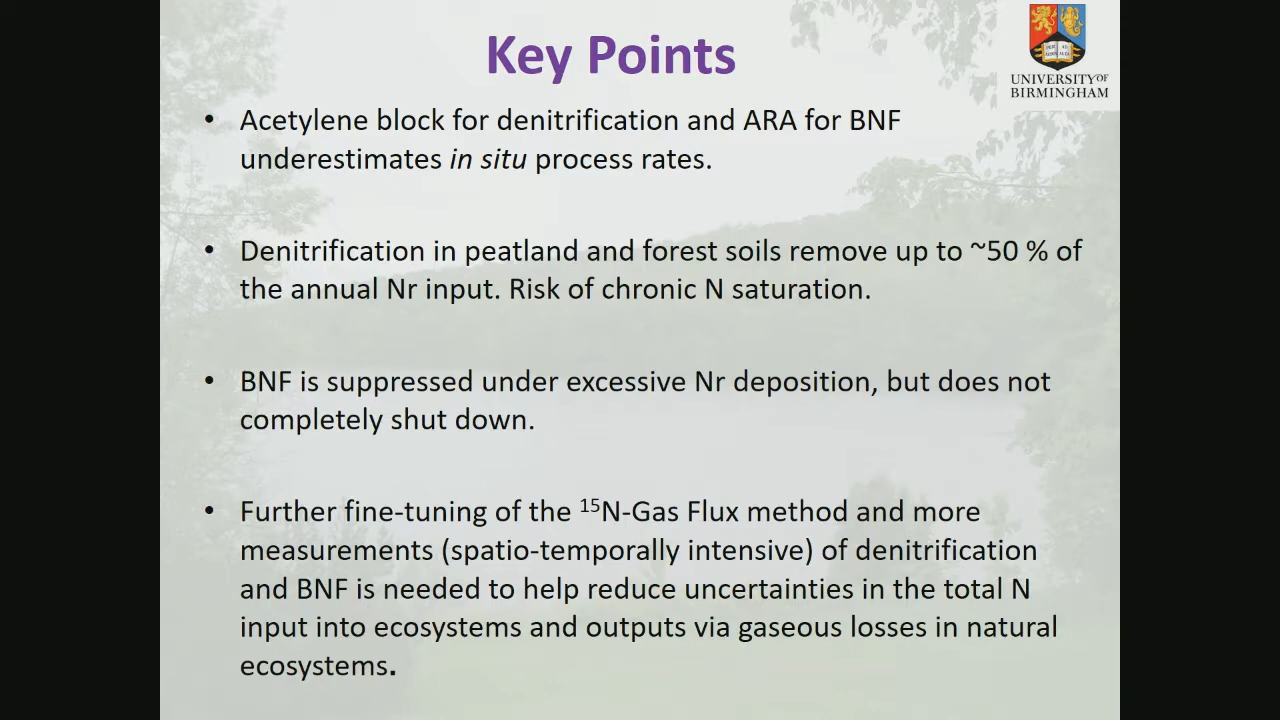 Key Points
UNIVERSITY OF
BIRMINGHAM
• Acetylene block for denitrification and ARA for BNF
underestimates in situ process rates.
• Denitrification in peatland and forest soils remove up to ~50 % of
the annual Nr input. Risk of chronic N saturation.
• BNF is suppressed under excessive Nr deposition, but does not
completely shut down.
• Further fine-tuning of the ¹⁵N-Gas Flux method and more
measurements (spatio-temporally intensive) of denitrification
and BNF is needed to help reduce uncertainties in the total N
input into ecosystems and outputs via gaseous losses in natural
ecosystems.